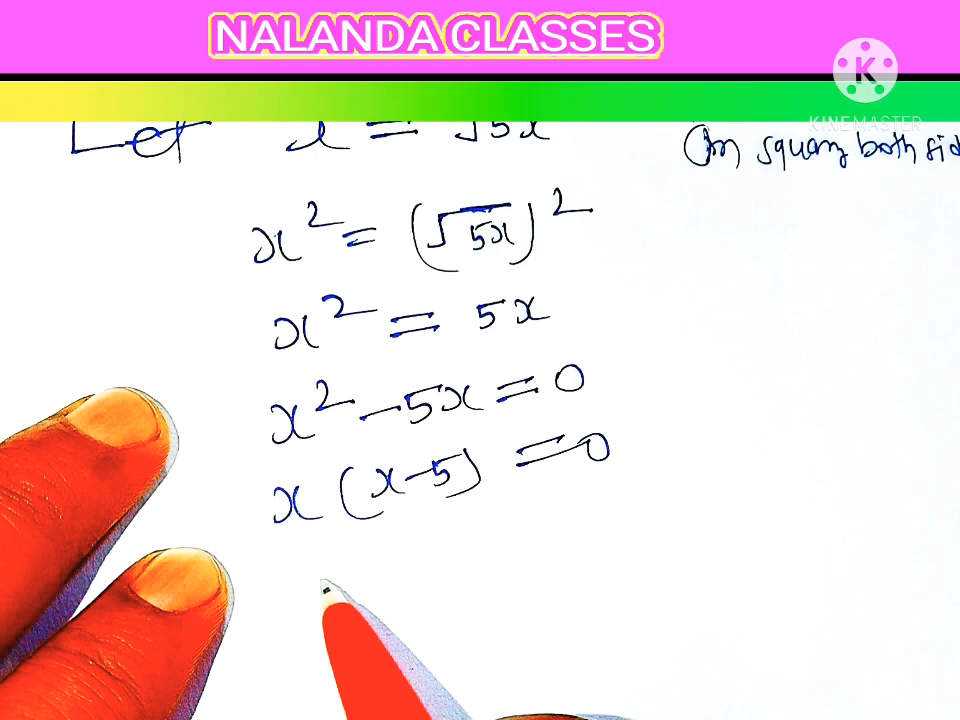 NALANDA CLASSES
K
KINEMASTER
Let x = √5x
On squaring both sid
x² = (√5x)²
x² = 5x
x² - 5x = 0
x (x - 5) = 0